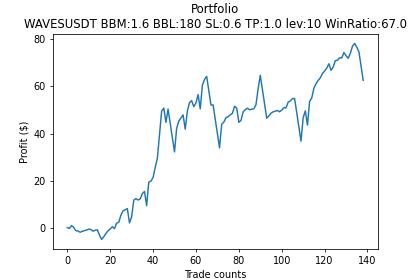 Portfolio
WAVESUSDT BBM:1.6 BBL:180 SL:0.6 TP:1.0 lev:10 WinRatio:67.0
80
60
40
20
0
Profit ($)
0 20 40 60 80 100 120 140
Trade counts